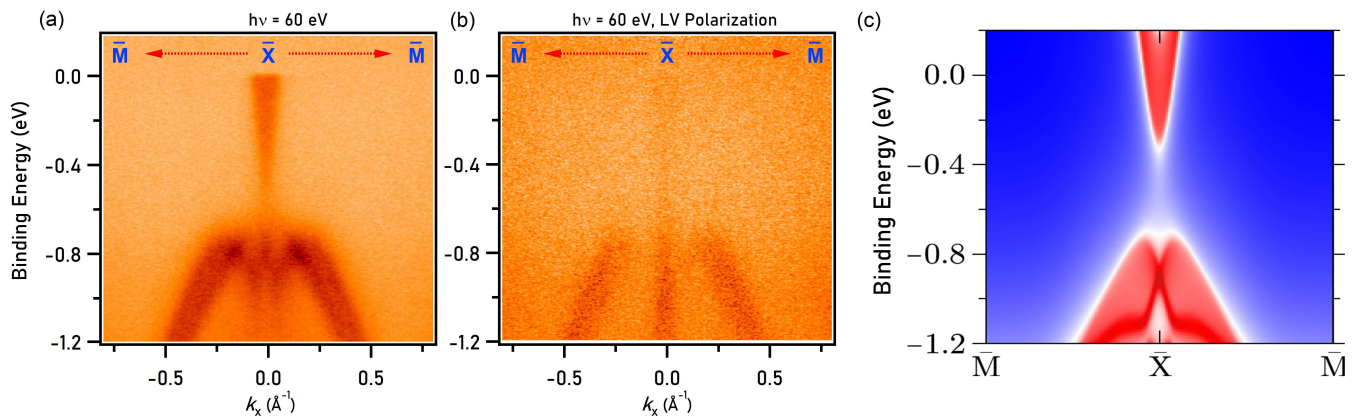 (a)
hν = 60 eV
M̄ X̄ M̄
Binding Energy (eV)
0.0
-0.4
-0.8
-1.2
-0.5 0.0 0.5
kₓ (Å⁻¹)
(b)
hν = 60 eV, LV Polarization
M̄ X̄ M̄
0.0
-0.4
-0.8
-1.2
-0.5 0.0 0.5
kₓ (Å⁻¹)
(c)
Binding Energy (eV)
0.0
−0.4
−0.8
−1.2
M̄ X̄ M̄